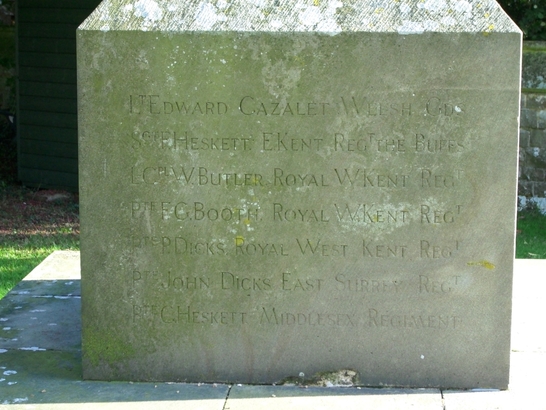 Lt Edward Cazalet Welsh Gds
Sgt F. Heskett E. Kent Regt The Buffs
L.Cpl W. Butler Royal W. Kent Regt
Pte E G. Booth Royal W. Kent Regt
Pte P. Dicks Royal West Kent Regt
Pte John Dicks East Surrey Regt
Pte G. Heskett Middlesex Regiment